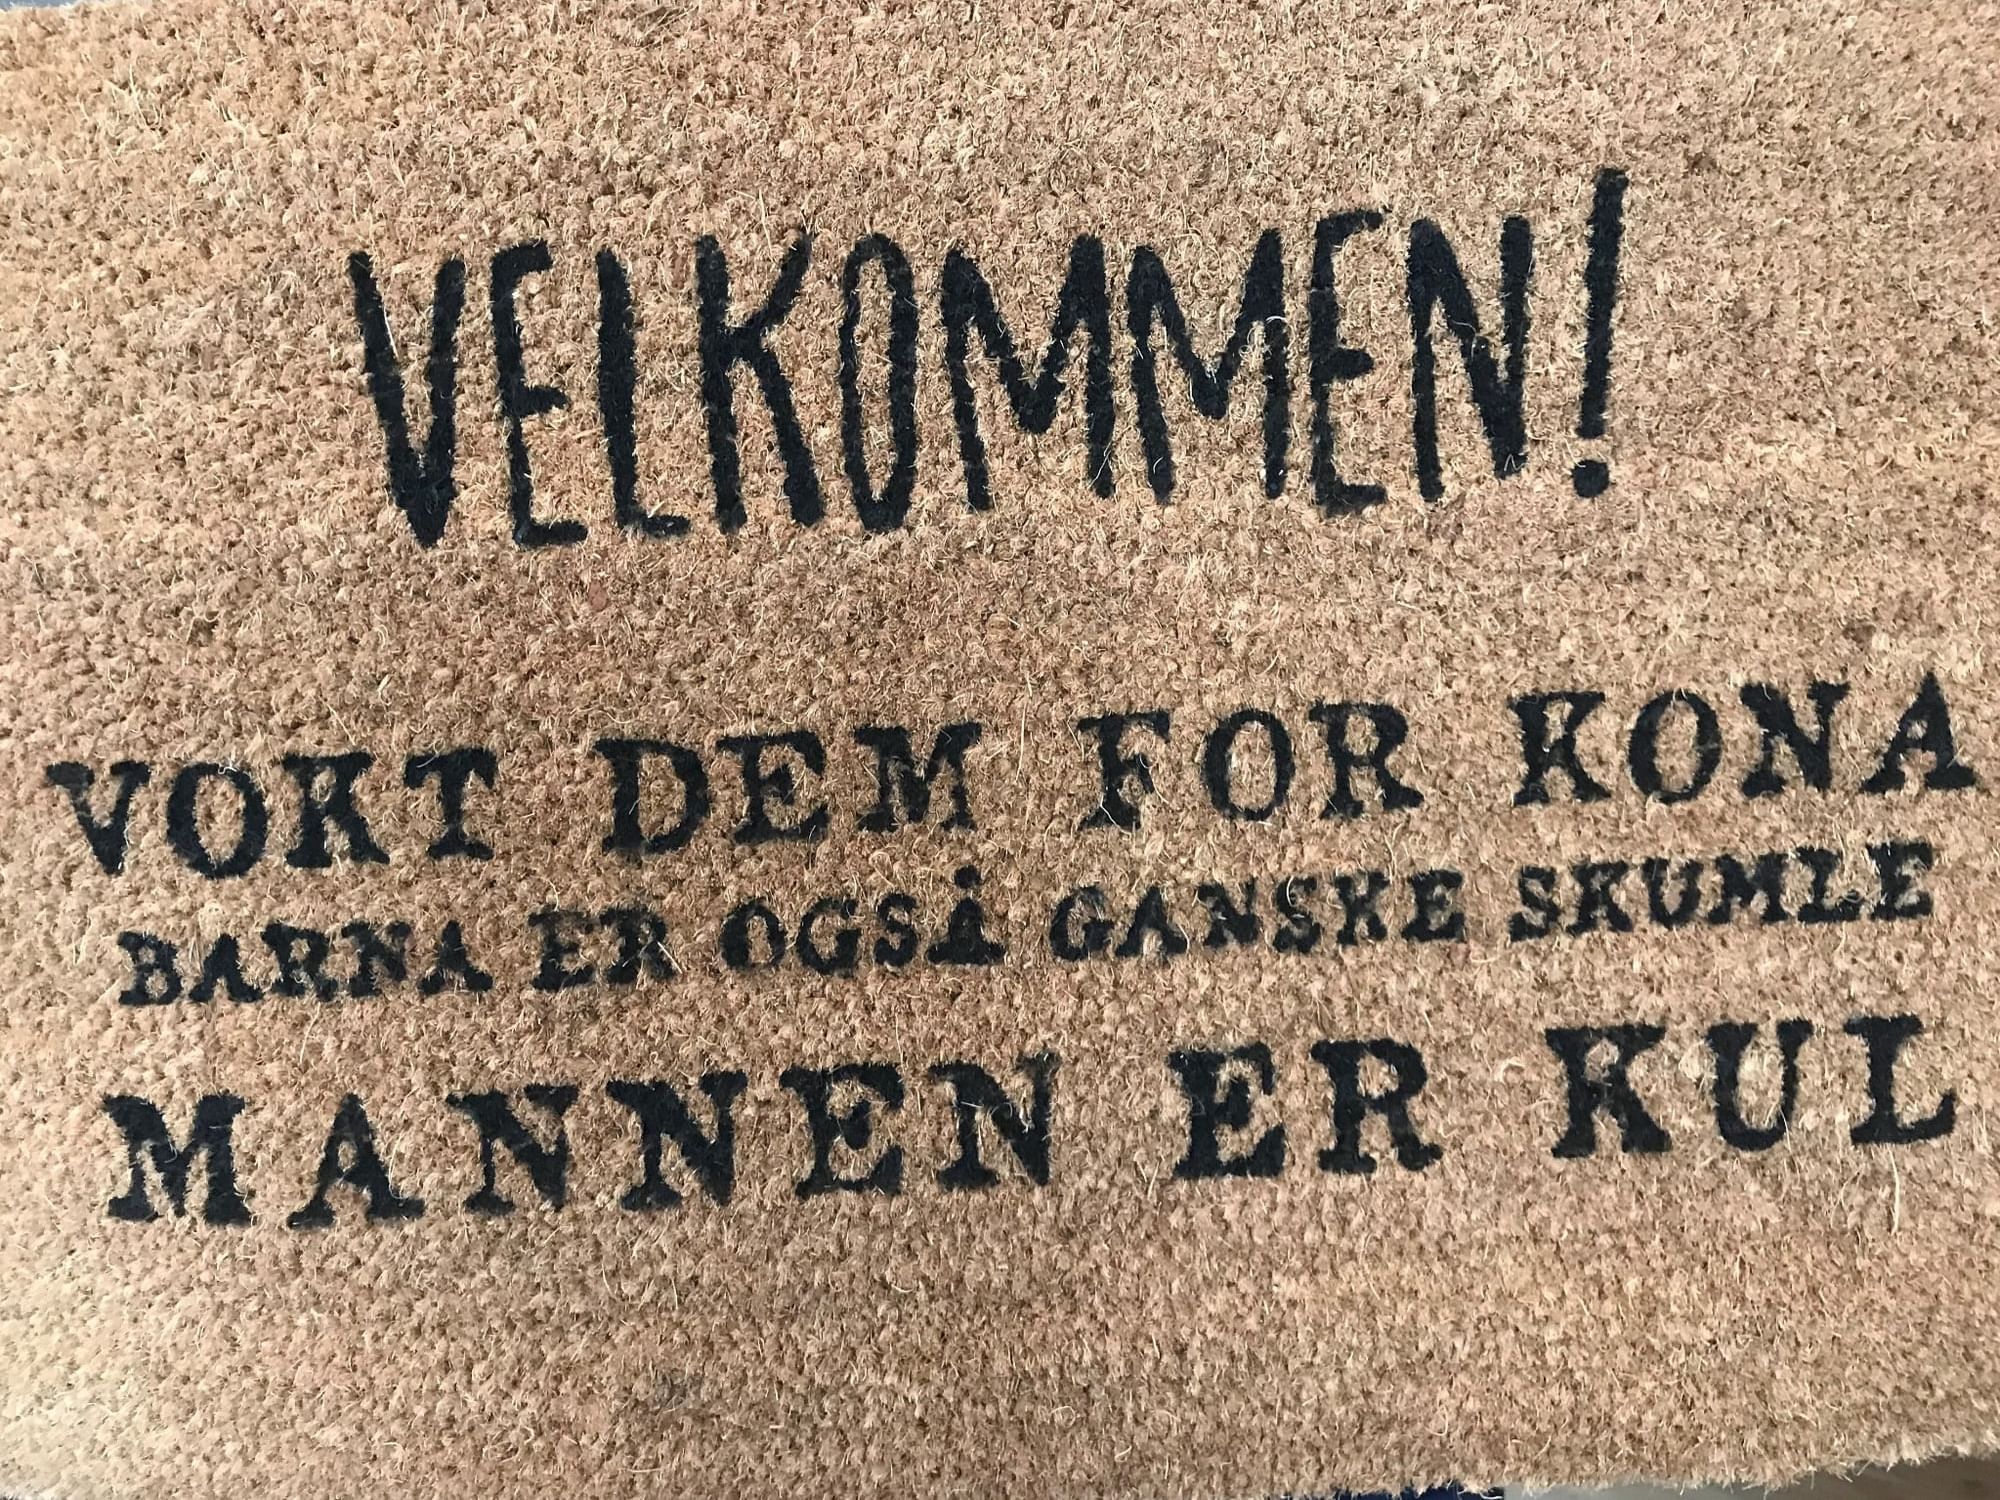 VELKOMMEN!
VOKT DEM FOR KONA
BARNA ER OGSÅ GANSKE SKUMLE
MANNEN ER KUL